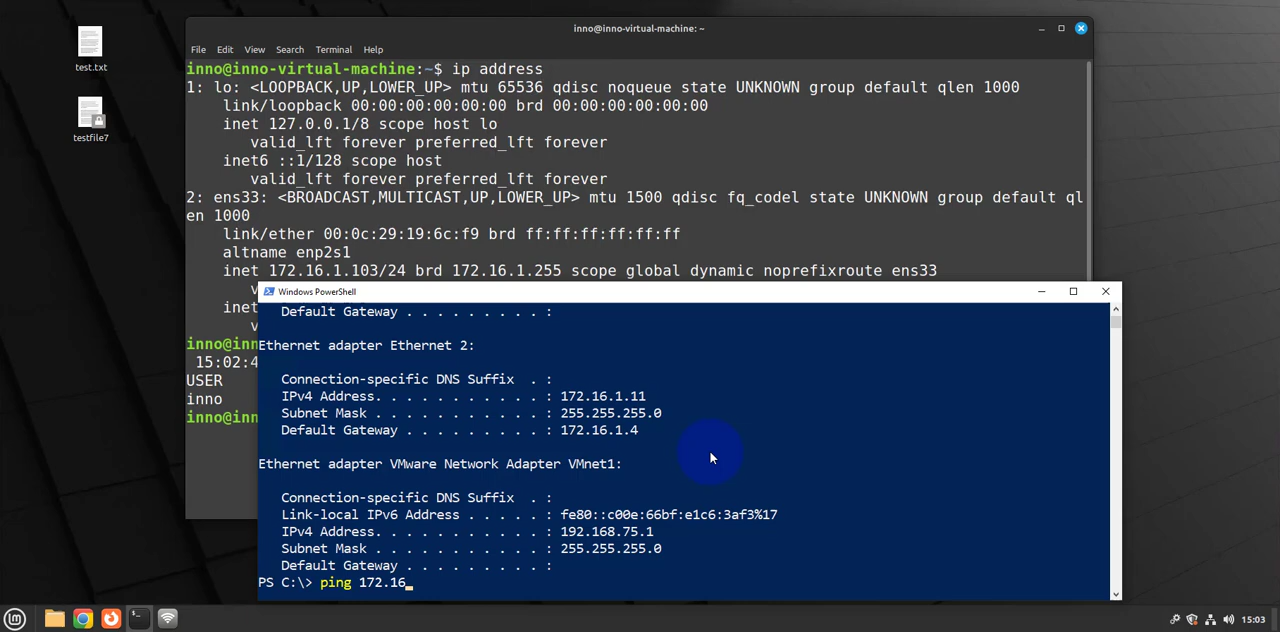 test.txt
testfile7
inno@inno-virtual-machine: ~
File Edit View Search Terminal Help
inno@inno-virtual-machine:~$ ip address
1: lo: <LOOPBACK,UP,LOWER_UP> mtu 65536 qdisc noqueue state UNKNOWN group default qlen 1000
link/loopback 00:00:00:00:00:00 brd 00:00:00:00:00:00
inet 127.0.0.1/8 scope host lo
valid_lft forever preferred_lft forever
inet6 ::1/128 scope host
valid_lft forever preferred_lft forever
2: ens33: <BROADCAST,MULTICAST,UP,LOWER_UP> mtu 1500 qdisc fq_codel state UNKNOWN group default ql
en 1000
link/ether 00:0c:29:19:6c:f9 brd ff:ff:ff:ff:ff:ff
altname enp2s1
inet 172.16.1.103/24 brd 172.16.1.255 scope global dynamic noprefixroute ens33
v
inet
v
inno@inn
15:02:4
USER
inno
inno@inn
Windows PowerShell
Default Gateway . . . . . . . . . :
Ethernet adapter Ethernet 2:
Connection-specific DNS Suffix . :
IPv4 Address. . . . . . . . . . . : 172.16.1.11
Subnet Mask . . . . . . . . . . . : 255.255.255.0
Default Gateway . . . . . . . . . : 172.16.1.4
Ethernet adapter VMware Network Adapter VMnet1:
Connection-specific DNS Suffix . :
Link-local IPv6 Address . . . . . : fe80::c00e:66bf:e1c6:3af3%17
IPv4 Address. . . . . . . . . . . : 192.168.75.1
Subnet Mask . . . . . . . . . . . : 255.255.255.0
Default Gateway . . . . . . . . . :
PS C:\> ping 172.16_
15:03